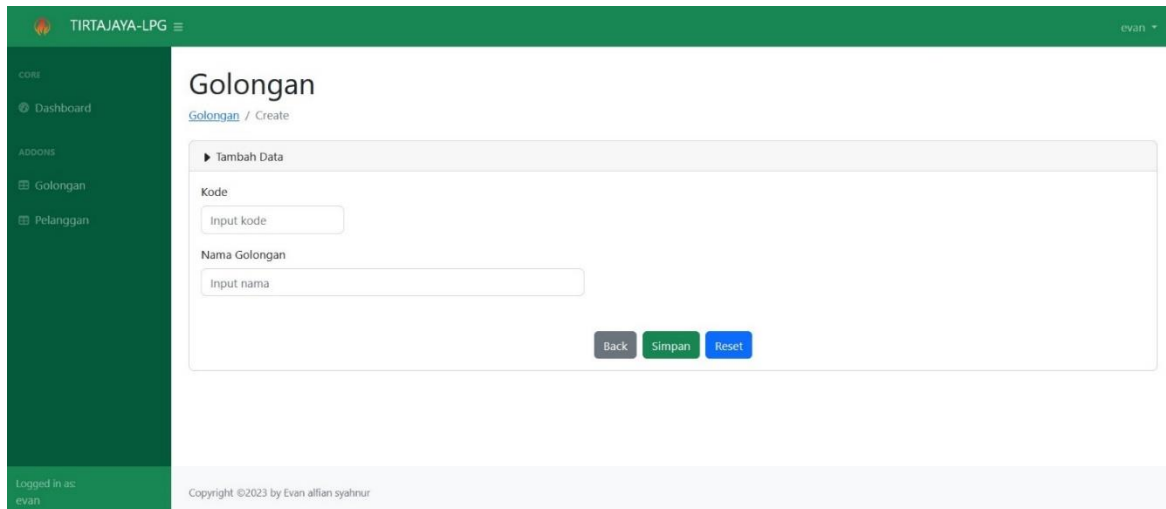 TIRTAJAYA-LPG
evan
CORE
Dashboard
ADDONS
Golongan
Pelanggan
Logged in as:
evan
Golongan
Golongan / Create
Tambah Data
Kode
Input kode
Nama Golongan
Input nama
Back Simpan Reset
Copyright ©2023 by Evan alfian syahnur